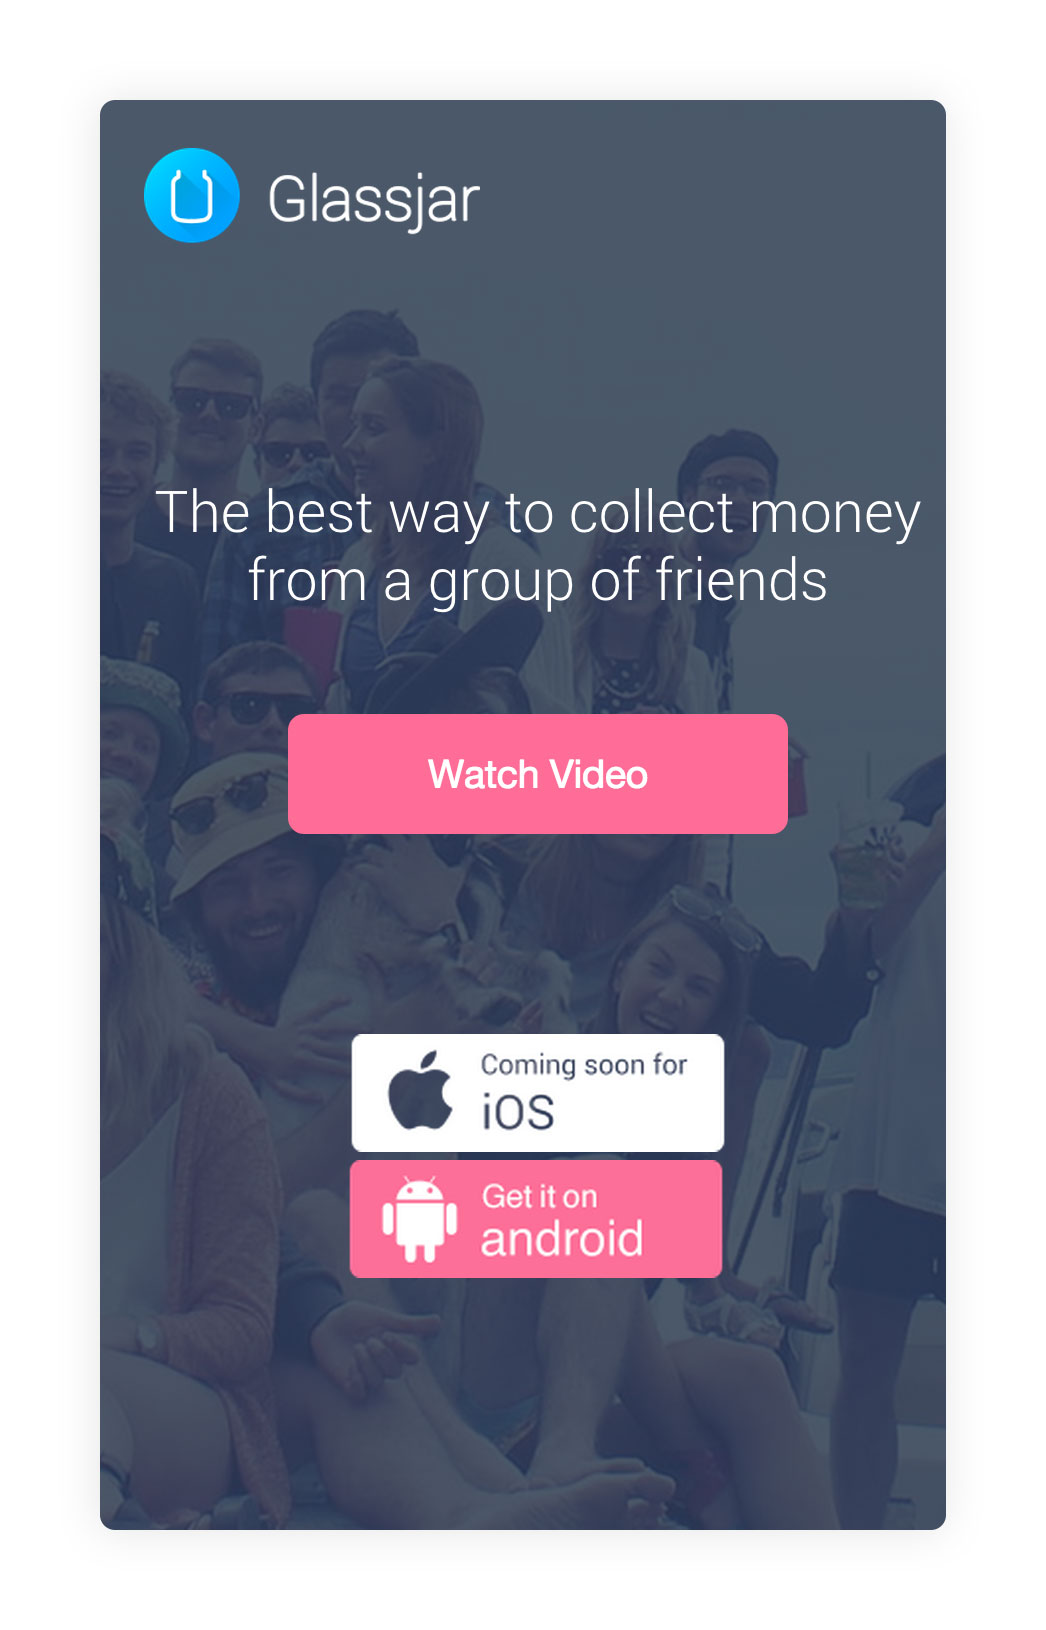 Glassjar
The best way to collect money
from a group of friends
Watch Video
Coming soon for
iOS
Get it on
android